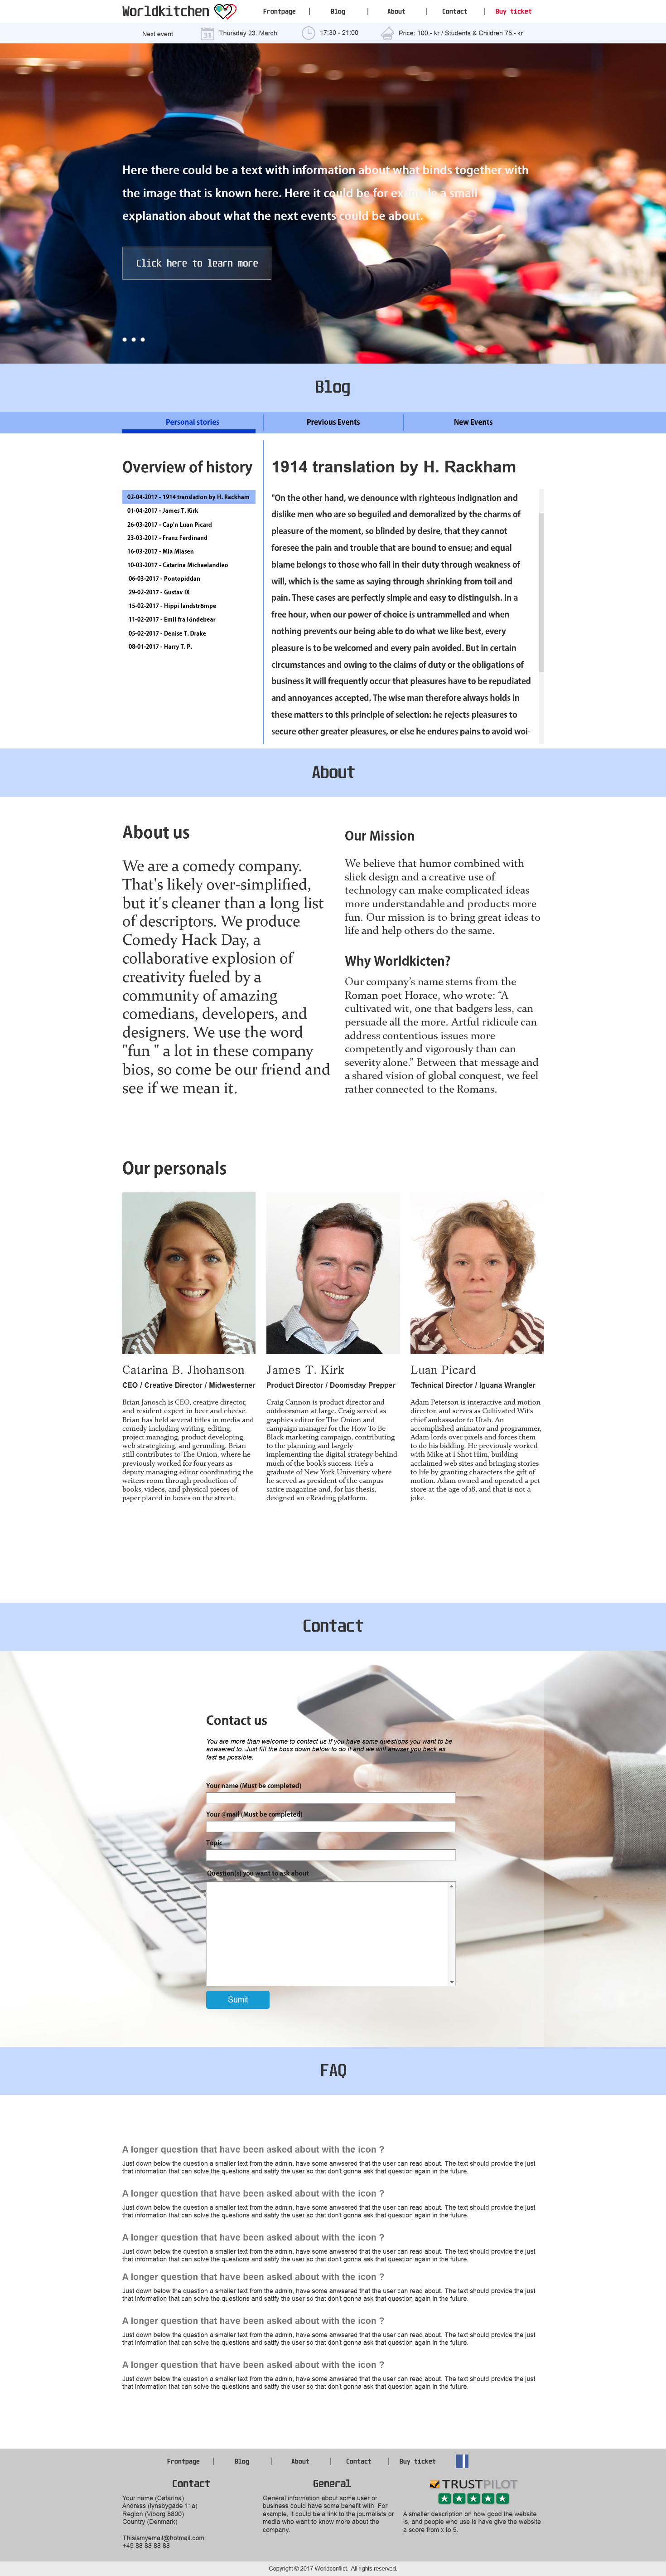 Worldkitchen
Frontpage | Blog | About | Contact | Buy ticket
Next event
31
Thursday 23. March
17:30 - 21:00
Price: 100,- kr / Students & Children 75,- kr
Here there could be a text with information about what binds together with
the image that is known here. Here it could be for example a small
explanation about what the next events could be about.
Click here to learn more
Blog
Personal stories
Previous Events
New Events
Overview of history
02-04-2017 - 1914 translation by H. Rackham
01-04-2017 - James T. Kirk
26-03-2017 - Cap'n Luan Picard
23-03-2017 - Franz Ferdinand
16-03-2017 - Mia Miasen
10-03-2017 - Catarina Michaelandleo
06-03-2017 - Pontopiddan
29-02-2017 - Gustav IX
15-02-2017 - Hippi landströmpe
11-02-2017 - Emil fra löndebear
05-02-2017 - Denise T. Drake
08-01-2017 - Harry T. P.
1914 translation by H. Rackham
"On the other hand, we denounce with righteous indignation and
dislike men who are so beguiled and demoralized by the charms of
pleasure of the moment, so blinded by desire, that they cannot
foresee the pain and trouble that are bound to ensue; and equal
blame belongs to those who fail in their duty through weakness of
will, which is the same as saying through shrinking from toil and
pain. These cases are perfectly simple and easy to distinguish. In a
free hour, when our power of choice is untrammelled and when
nothing prevents our being able to do what we like best, every
pleasure is to be welcomed and every pain avoided. But in certain
circumstances and owing to the claims of duty or the obligations of
business it will frequently occur that pleasures have to be repudiated
and annoyances accepted. The wise man therefore always holds in
these matters to this principle of selection: he rejects pleasures to
secure other greater pleasures, or else he endures pains to avoid woi-
About
About us
We are a comedy company.
That's likely over-simplified,
but it's cleaner than a long list
of descriptors. We produce
Comedy Hack Day, a
collaborative explosion of
creativity fueled by a
community of amazing
comedians, developers, and
designers. We use the word
"fun " a lot in these company
bios, so come be our friend and
see if we mean it.
Our Mission
We believe that humor combined with
slick design and a creative use of
technology can make complicated ideas
more understandable and products more
fun. Our mission is to bring great ideas to
life and help others do the same.
Why Worldkicten?
Our company's name stems from the
Roman poet Horace, who wrote: "A
cultivated wit, one that badgers less, can
persuade all the more. Artful ridicule can
address contentious issues more
competently and vigorously than can
severity alone." Between that message and
a shared vision of global conquest, we feel
rather connected to the Romans.
Our personals
Catarina B. Jhohanson
CEO / Creative Director / Midwesterner
Brian Janosch is CEO, creative director,
and resident expert in beer and cheese.
Brian has held several titles in media and
comedy including writing, editing,
project managing, product developing,
web strategizing, and gerunding. Brian
still contributes to The Onion, where he
previously worked for four years as
deputy managing editor coordinating the
writers room through production of
books, videos, and physical pieces of
paper placed in boxes on the street.
James T. Kirk
Product Director / Doomsday Prepper
Craig Cannon is product director and
outdoorsman at large. Craig served as
graphics editor for The Onion and
campaign manager for the How To Be
Black marketing campaign, contributing
to the planning and largely
implementing the digital strategy behind
much of the book's success. He's a
graduate of New York University where
he served as president of the campus
satire magazine and, for his thesis,
designed an eReading platform.
Luan Picard
Technical Director / Iguana Wrangler
Adam Peterson is interactive and motion
director, and serves as Cultivated Wit's
chief ambassador to Utah. An
accomplished animator and programmer,
Adam lords over pixels and forces them
to do his bidding. He previously worked
with Mike at I Shot Him, building
acclaimed web sites and bringing stories
to life by granting characters the gift of
motion. Adam owned and operated a pet
store at the age of 18, and that is not a
joke.
Contact
Contact us
You are more than welcome to contact us if you have some questions you want to be
anwsered to. Just fill the boxs down below to do it and we will anwser you back as
fast as possible.
Your name (Must be completed)
Your @mail (Must be completed)
Topic
Question(s) you want to ask about
Sumit
FAQ
A longer question that have been asked about with the icon ?
Just down below the question a smaller text from the admin, have some anwsered that the user can read about. The text should provide the just
that information that can solve the questions and satify the user so that don't gonna ask that question again in the future.
A longer question that have been asked about with the icon ?
Just down below the question a smaller text from the admin, have some anwsered that the user can read about. The text should provide the just
that information that can solve the questions and satify the user so that don't gonna ask that question again in the future.
A longer question that have been asked about with the icon ?
Just down below the question a smaller text from the admin, have some anwsered that the user can read about. The text should provide the just
that information that can solve the questions and satify the user so that don't gonna ask that question again in the future.
A longer question that have been asked about with the icon ?
Just down below the question a smaller text from the admin, have some anwsered that the user can read about. The text should provide the just
that information that can solve the questions and satify the user so that don't gonna ask that question again in the future.
A longer question that have been asked about with the icon ?
Just down below the question a smaller text from the admin, have some anwsered that the user can read about. The text should provide the just
that information that can solve the questions and satify the user so that don't gonna ask that question again in the future.
A longer question that have been asked about with the icon ?
Just down below the question a smaller text from the admin, have some anwsered that the user can read about. The text should provide the just
that information that can solve the questions and satify the user so that don't gonna ask that question again in the future.
Frontpage | Blog | About | Contact | Buy ticket
Contact
Your name (Catarina)
Andress (lynsbygade 11a)
Region (Viborg 8800)
Country (Denmark)
Thisismyemail@hotmail.com
+45 88 88 88 88
General
General information about some user or
business could have some benefit with. For
example, it could be a link to the journalists or
media who want to know more about the
company.
TRUSTPILOT
A smaller description on how good the website
is, and people who use is have give the website
a score from x to 5.
Copyright © 2017 Worldconflict. All rights reserved.